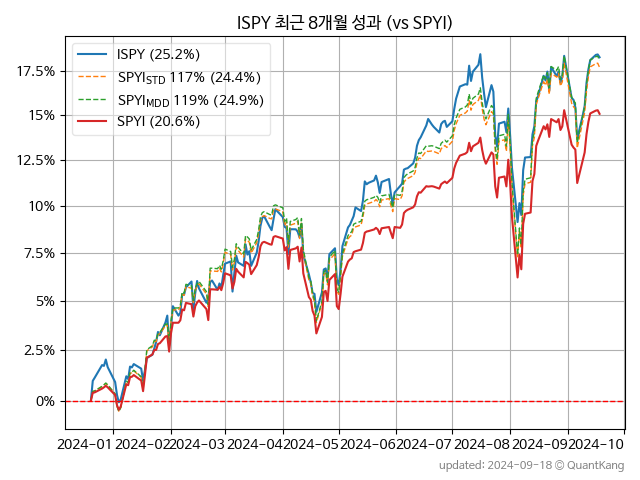 ISPY 최근 8개월 성과 (vs SPYI)
ISPY (25.2%)
SPYI_STD 117% (24.4%)
SPYI_MDD 119% (24.9%)
SPYI (20.6%)
17.5%
15%
12.5%
10%
7.5%
5%
2.5%
0%
2024-01 2024-02 2024-03 2024-04 2024-05 2024-06 2024-07 2024-08 2024-09 2024-10
updated: 2024-09-18 © QuantKang